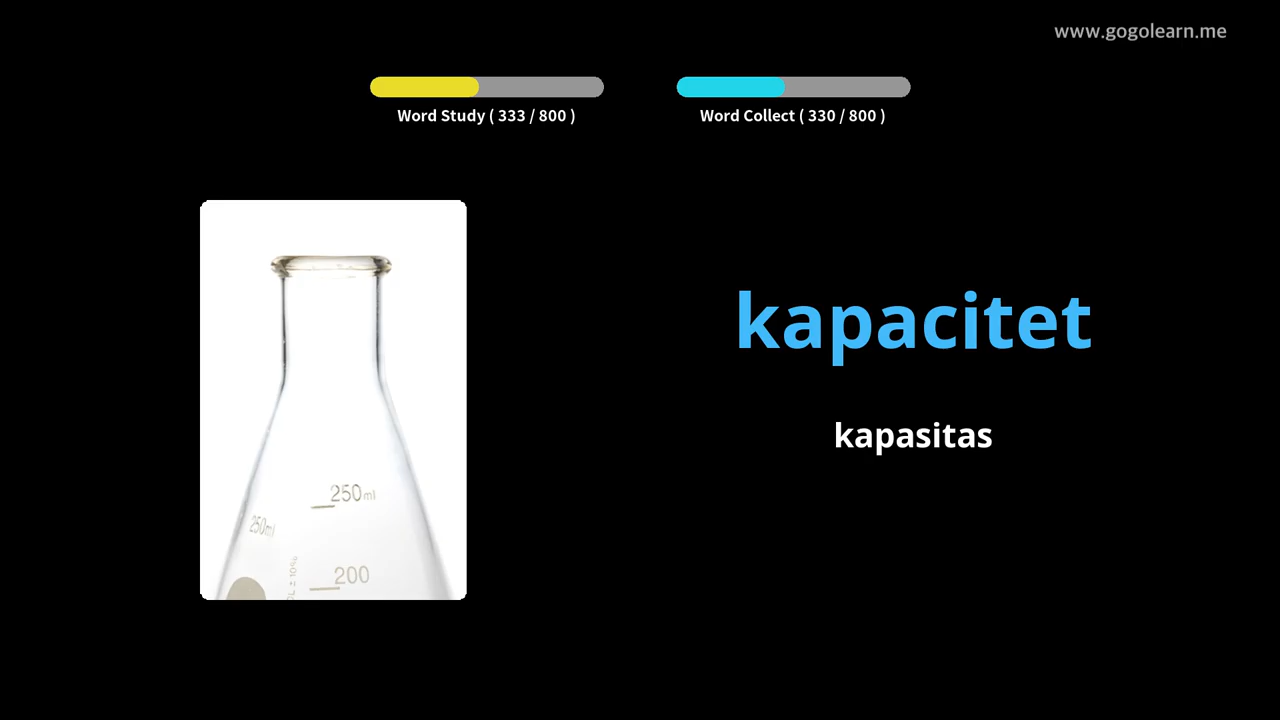 www.gogolearn.me
Word Study ( 333 / 800 )
Word Collect ( 330 / 800 )
kapacitet
kapasitas
250ml
250ml
200